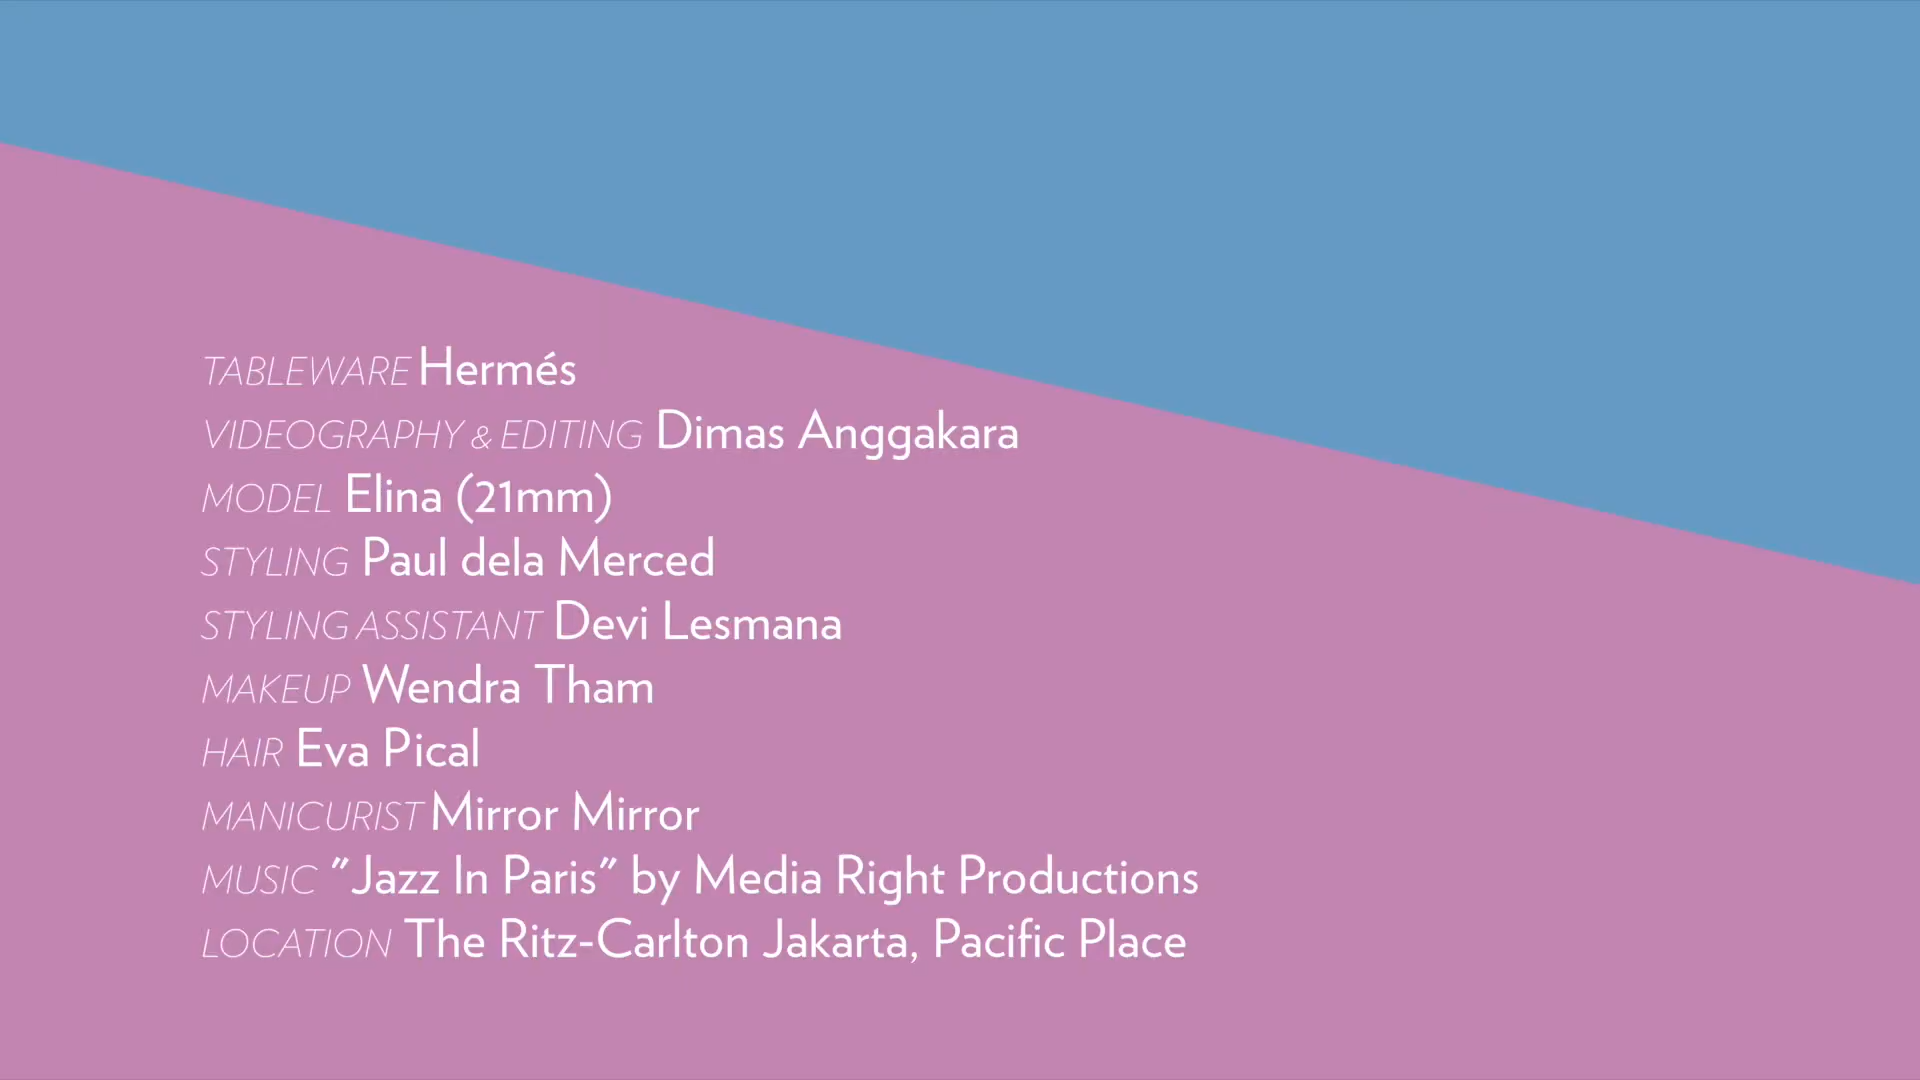 TABLEWARE Hermés
VIDEOGRAPHY & EDITING Dimas Anggakara
MODEL Elina (21mm)
STYLING Paul dela Merced
STYLING ASSISTANT Devi Lesmana
MAKEUP Wendra Tham
HAIR Eva Pical
MANICURIST Mirror Mirror
MUSIC "Jazz In Paris" by Media Right Productions
LOCATION The Ritz-Carlton Jakarta, Pacific Place